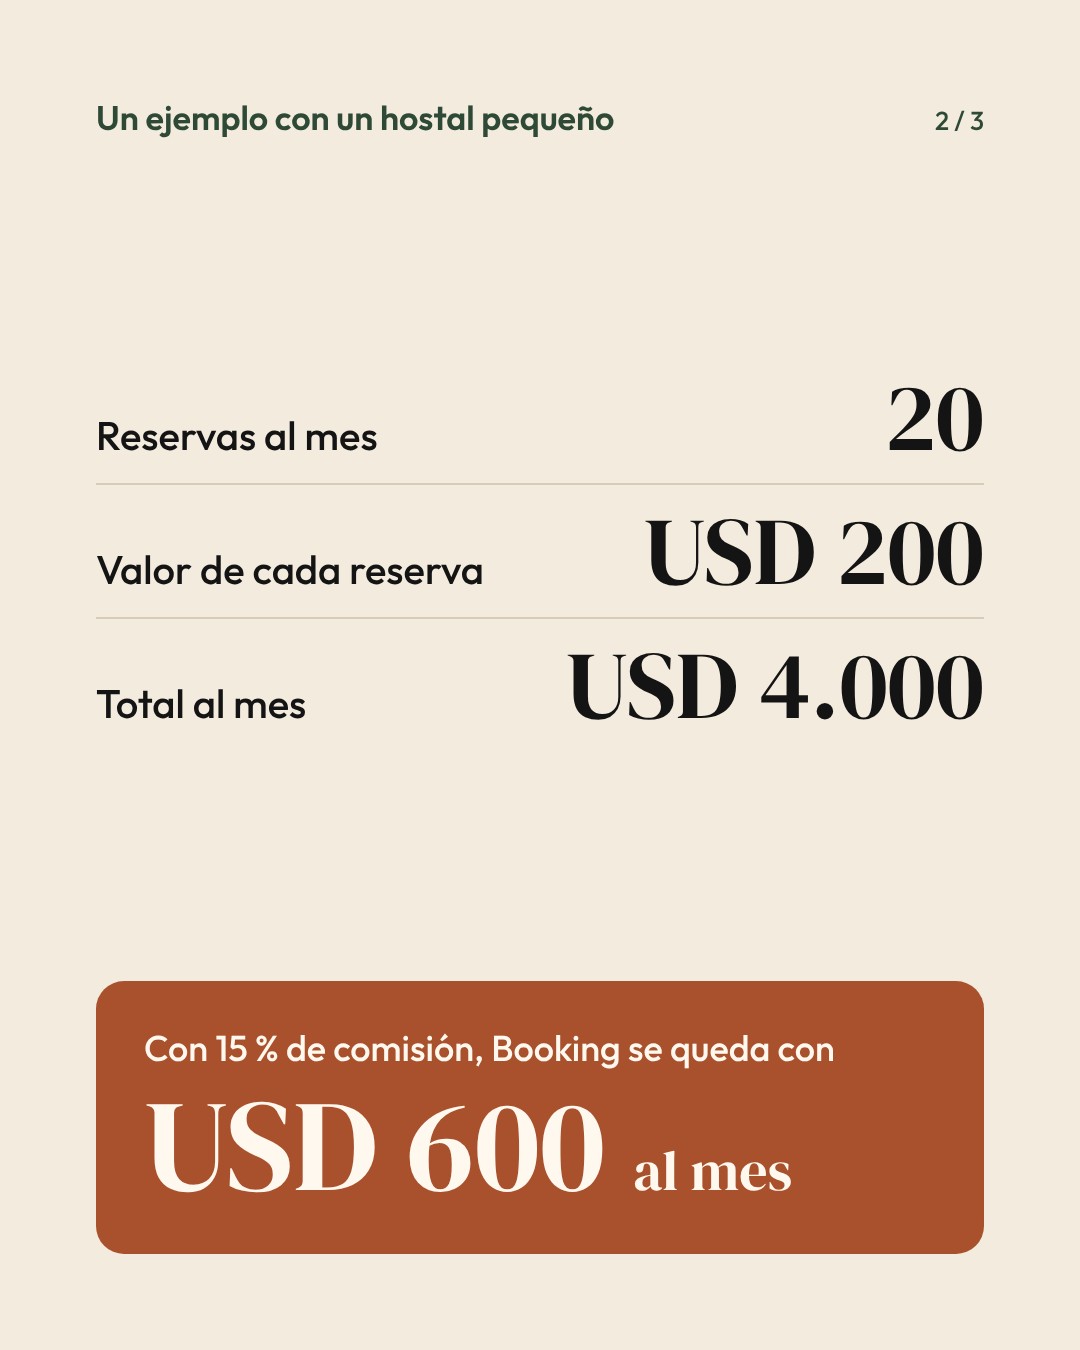 Un ejemplo con un hostal pequeño
2 / 3
Reservas al mes
20
Valor de cada reserva
USD 200
Total al mes
USD 4.000
Con 15 % de comisión, Booking se queda con
USD 600 al mes